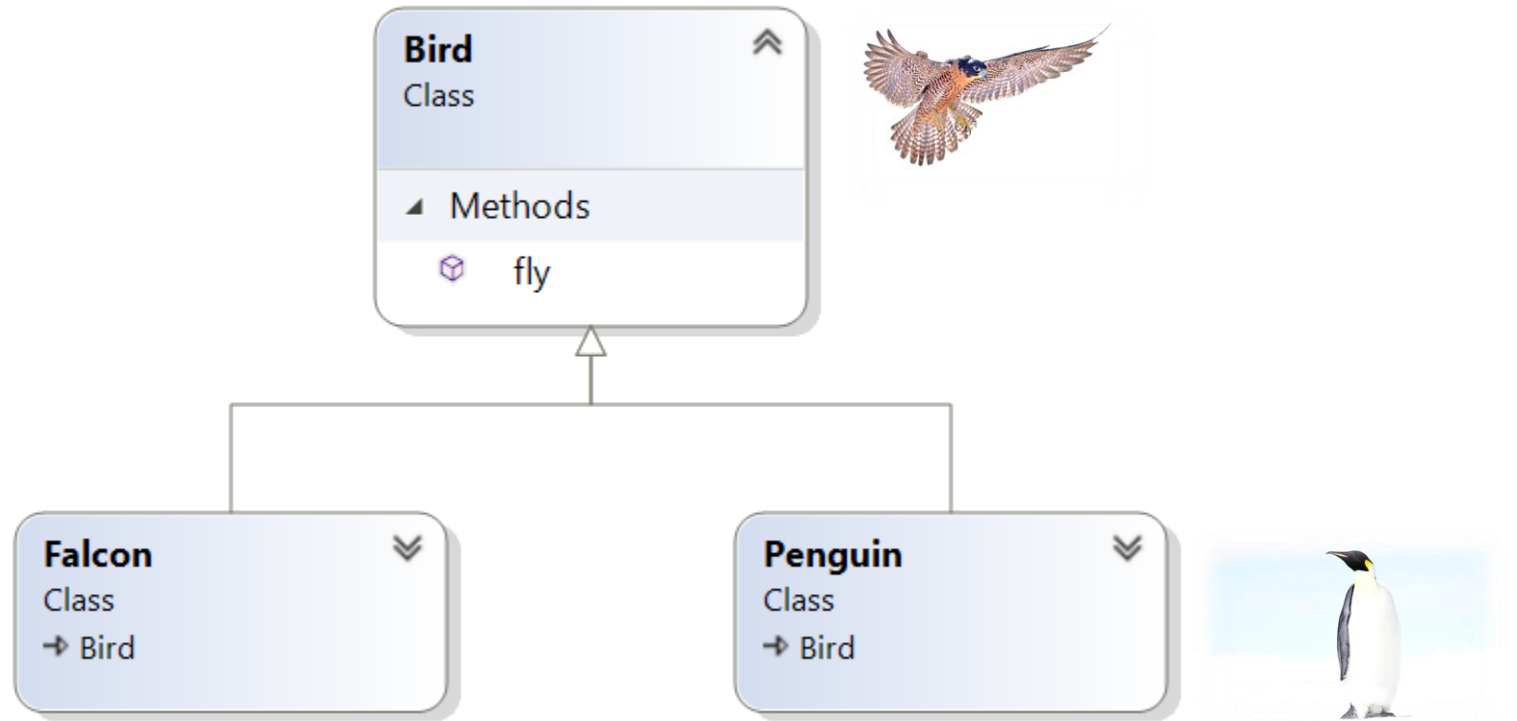 Bird
Class
Methods
fly
Falcon
Class
Bird
Penguin
Class
Bird